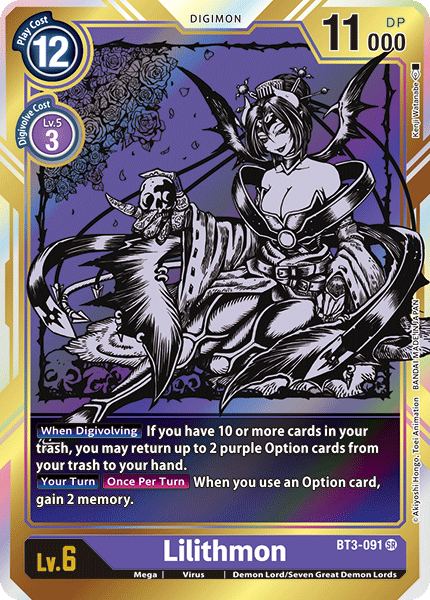 Play Cost
12
DIGIMON
DP
11000
Digivolve Cost
Lv.5
3
Kenji Watanabe
When Digivolving If you have 10 or more cards in your
trash, you may return up to 2 purple Option cards from
your trash to your hand.
Your Turn Once Per Turn When you use an Option card,
gain 2 memory.
©Akiyoshi Hongo, Toei Animation BANDAI MADE IN JAPAN
Lv.6
Lilithmon
BT3-091 SR
Mega | Virus | Demon Lord/Seven Great Demon Lords